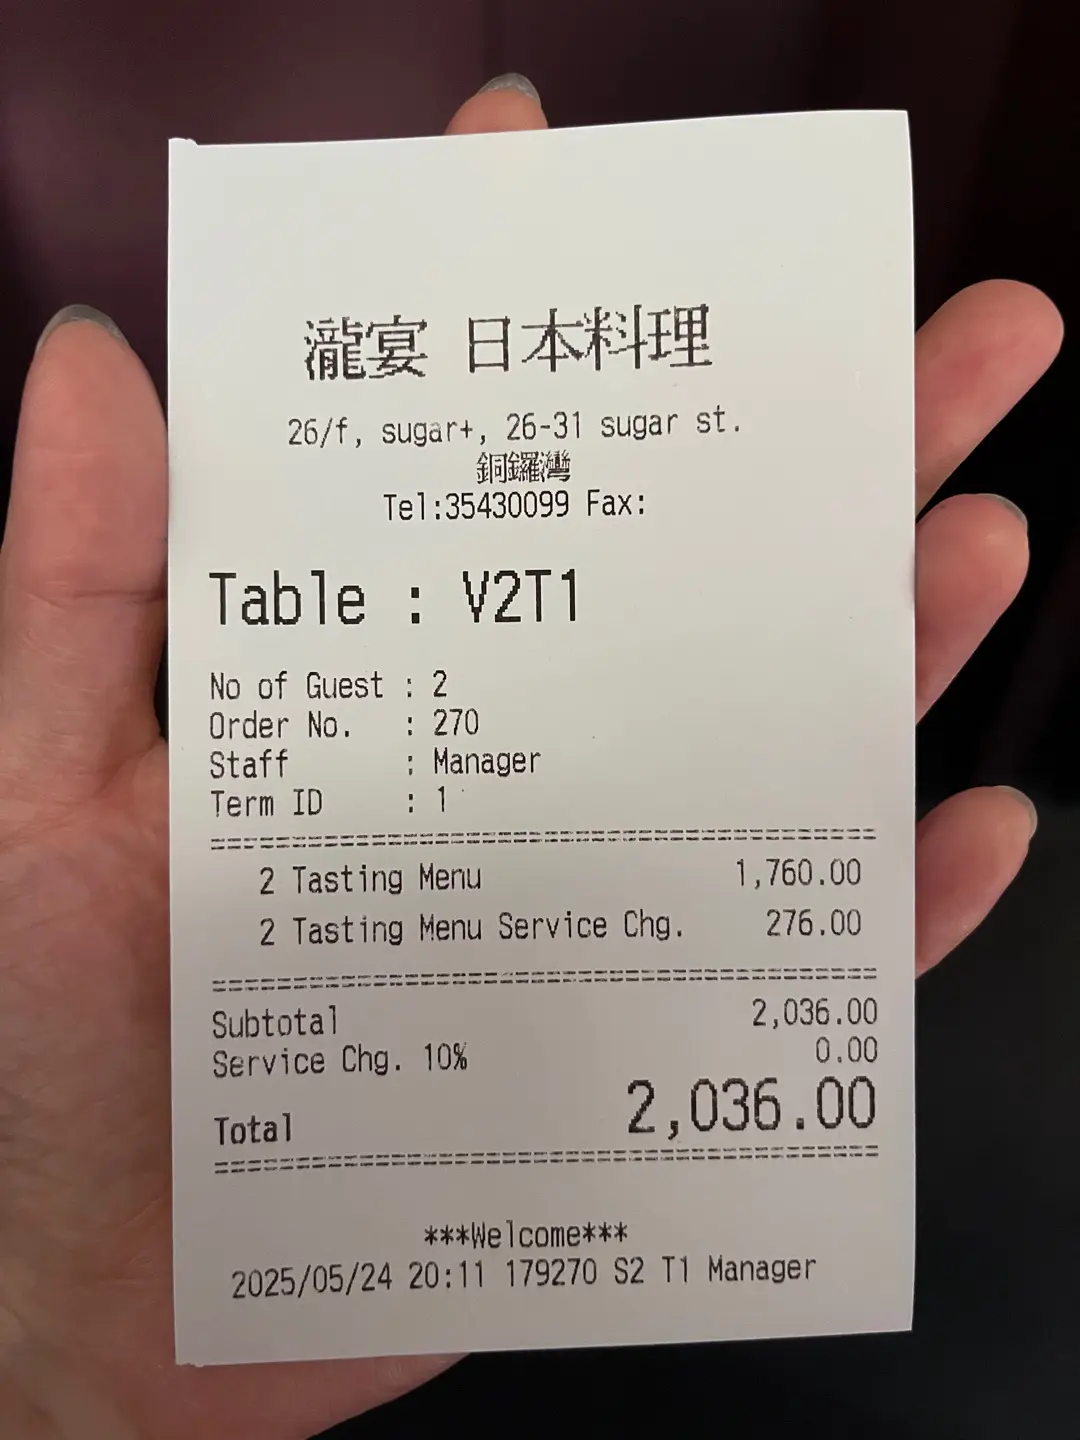 瀧宴 日本料理
26/f, sugar+, 26-31 sugar st.
銅鑼灣
Tel:35430099 Fax:
Table : V2T1
No of Guest : 2
Order No. : 270
Staff : Manager
Term ID : 1
2 Tasting Menu 1,760.00
2 Tasting Menu Service Chg. 276.00
Subtotal 2,036.00
Service Chg. 10% 0.00
Total 2,036.00
***Welcome***
2025/05/24 20:11 179270 S2 T1 Manager